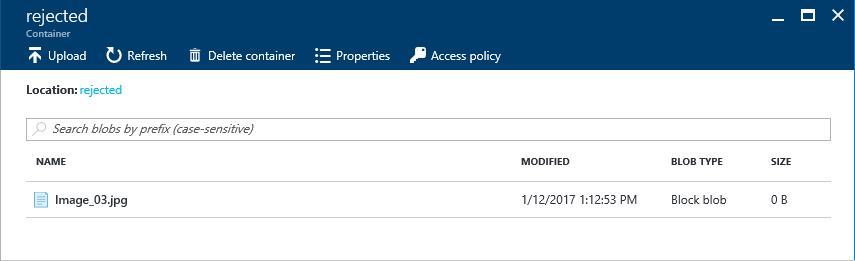 rejected
Container
Upload Refresh Delete container Properties Access policy
Location: rejected
Search blobs by prefix (case-sensitive)
NAME MODIFIED BLOB TYPE SIZE
Image_03.jpg 1/12/2017 1:12:53 PM Block blob 0 B